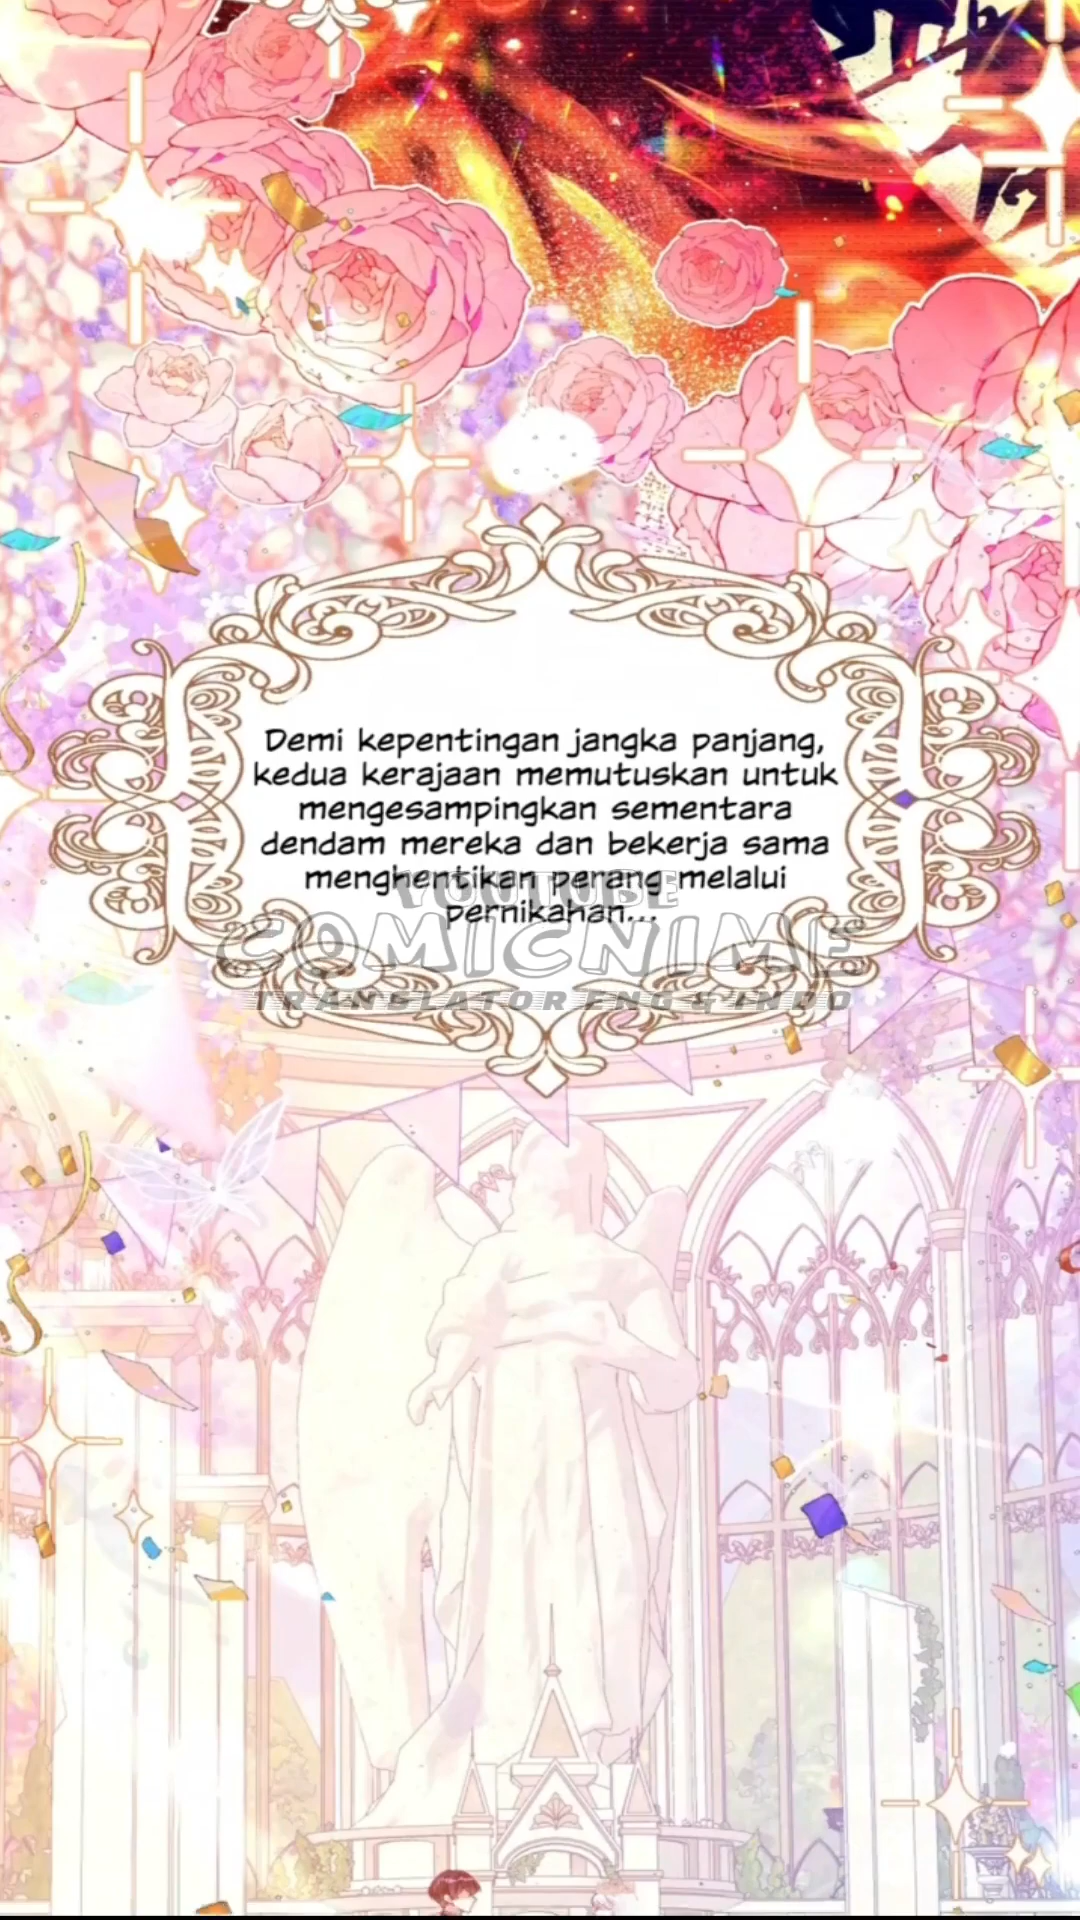 Demi kepentingan jangka panjang,
kedua kerajaan memutuskan untuk
mengesampingkan sementara
dendam mereka dan bekerja sama
menghentikan perang melalui
pernikahan...
YOUTUBE
COMICNIME
TRANSLATOR ENG & INDO